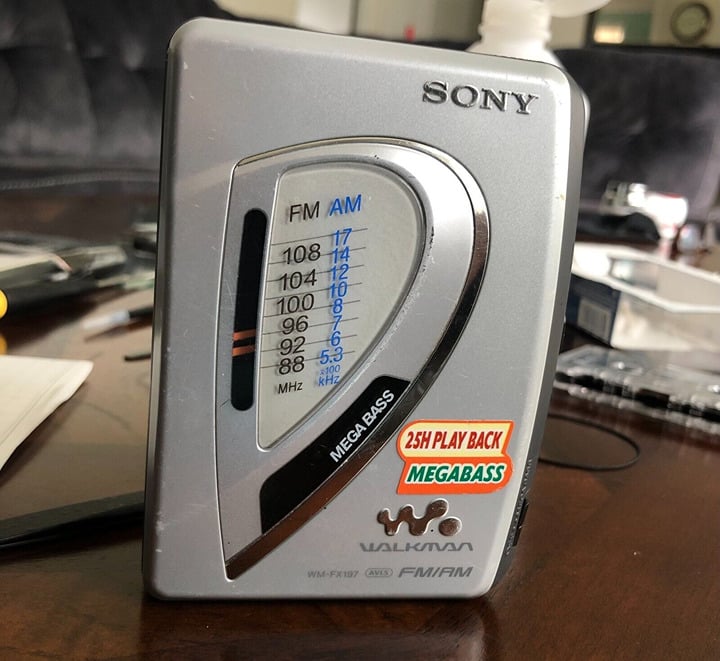 SONY
FM AM
17
108 14
104 12
100 10
8
96 7
92 6
88 5.3
x100
MHz kHz
MEGA BASS
25H PLAY BACK
MEGABASS
WALKMAN
WM-FX197 AVLS FM/AM